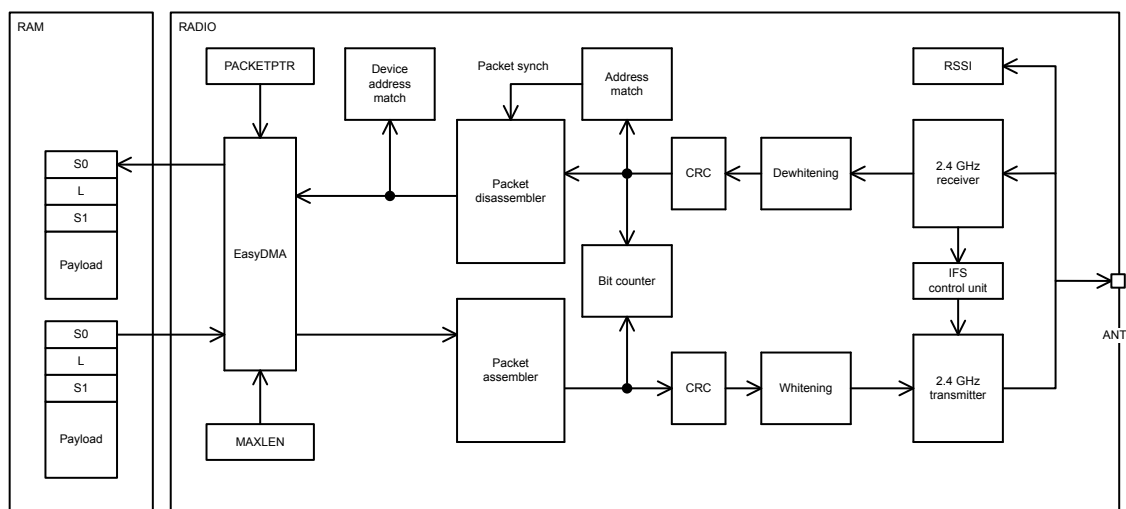 RAM
RADIO
PACKETPTR
Device
address
match
Packet synch
Address
match
RSSI
S0
L
S1
Payload
EasyDMA
Packet
disassembler
CRC
Dewhitening
2.4 GHz
receiver
Bit counter
IFS
control unit
ANT
S0
L
S1
Payload
Packet
assembler
CRC
Whitening
2.4 GHz
transmitter
MAXLEN